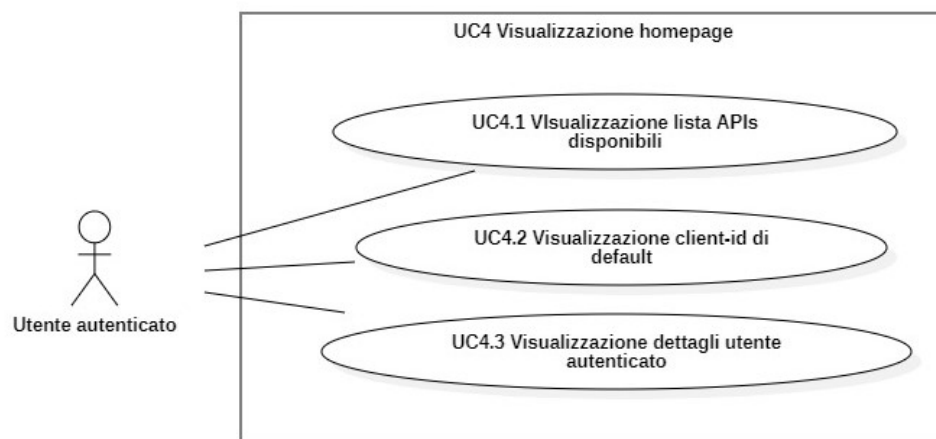 UC4 Visualizzazione homepage
UC4.1 VIsualizzazione lista APIs
disponibili
UC4.2 Visualizzazione client-id di
default
Utente autenticato
UC4.3 Visualizzazione dettagli utente
autenticato